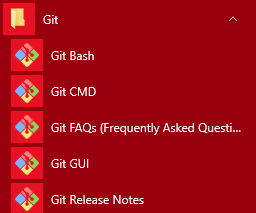 Git
Git Bash
Git CMD
Git FAQs (Frequently Asked Questi...
Git GUI
Git Release Notes